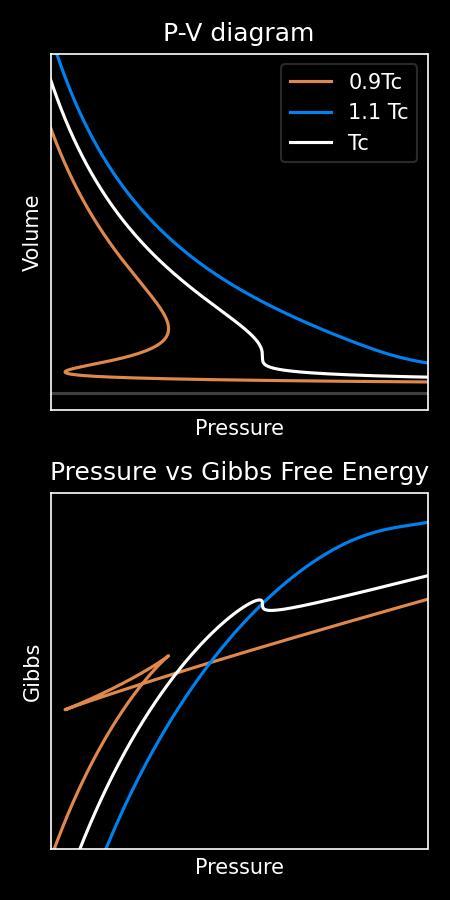 P-V diagram
0.9Tc
1.1 Tc
Tc
Volume
Pressure
Pressure vs Gibbs Free Energy
Gibbs
Pressure